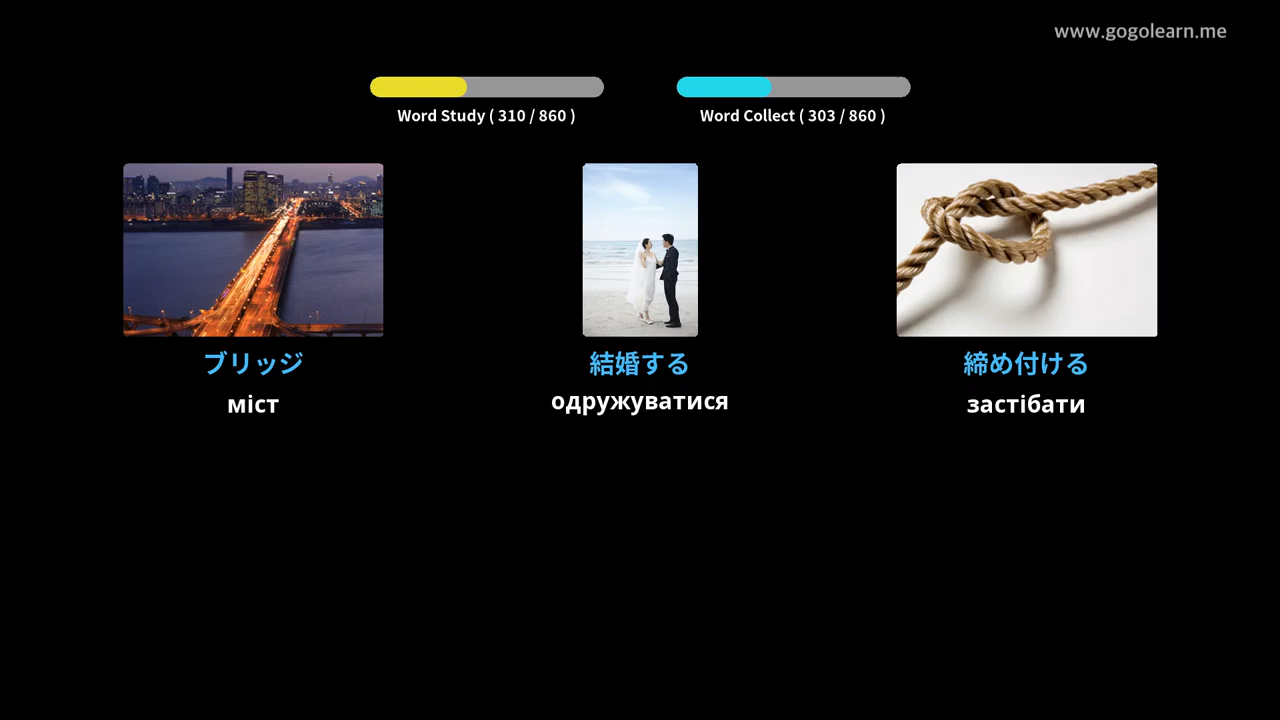 www.gogolearn.me
Word Study ( 310 / 860 )
Word Collect ( 303 / 860 )
ブリッジ
міст
結婚する
одружуватися
締め付ける
застібати